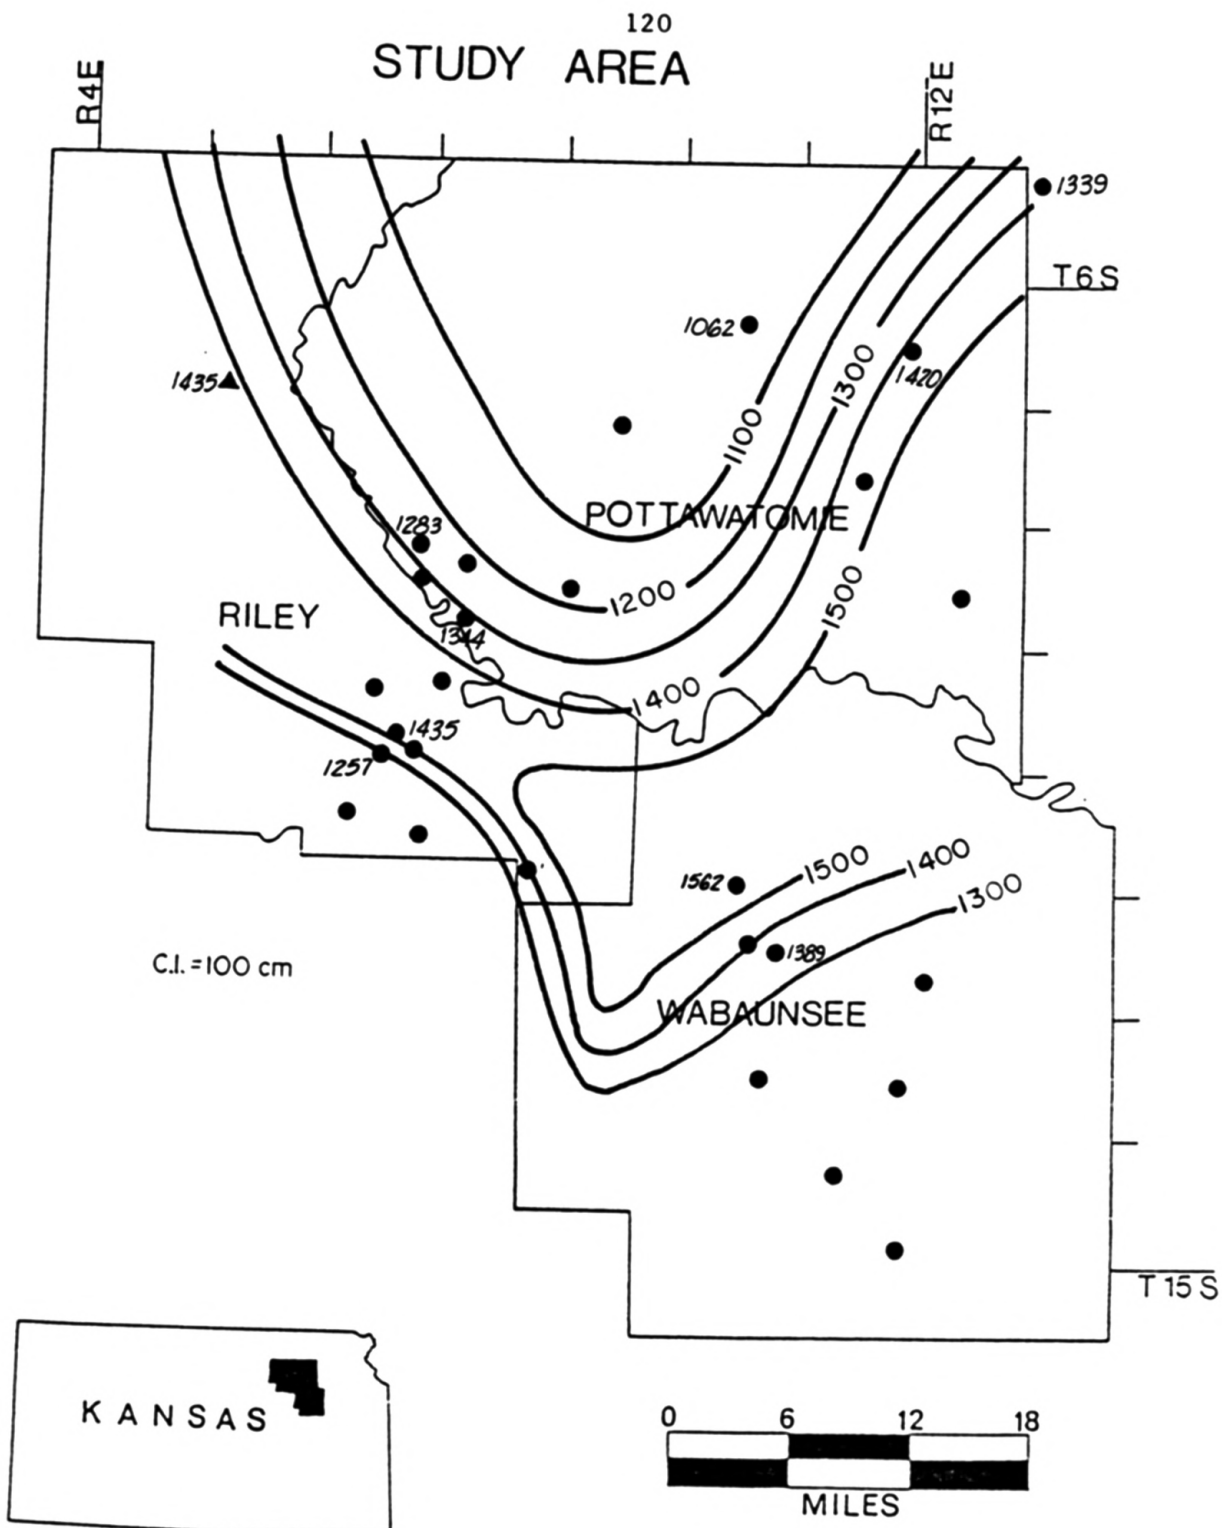 120
STUDY AREA
R4E
R12E
1339
T6S
1062
1300
1435
1420
1100
POTTAWATOMIE
1283
1200
1500
RILEY
1344
1400
1435
1257
1562
1500
1400
1300
1389
C.I. = 100 cm
WABAUNSEE
T15S
KANSAS
0 6 12 18
MILES